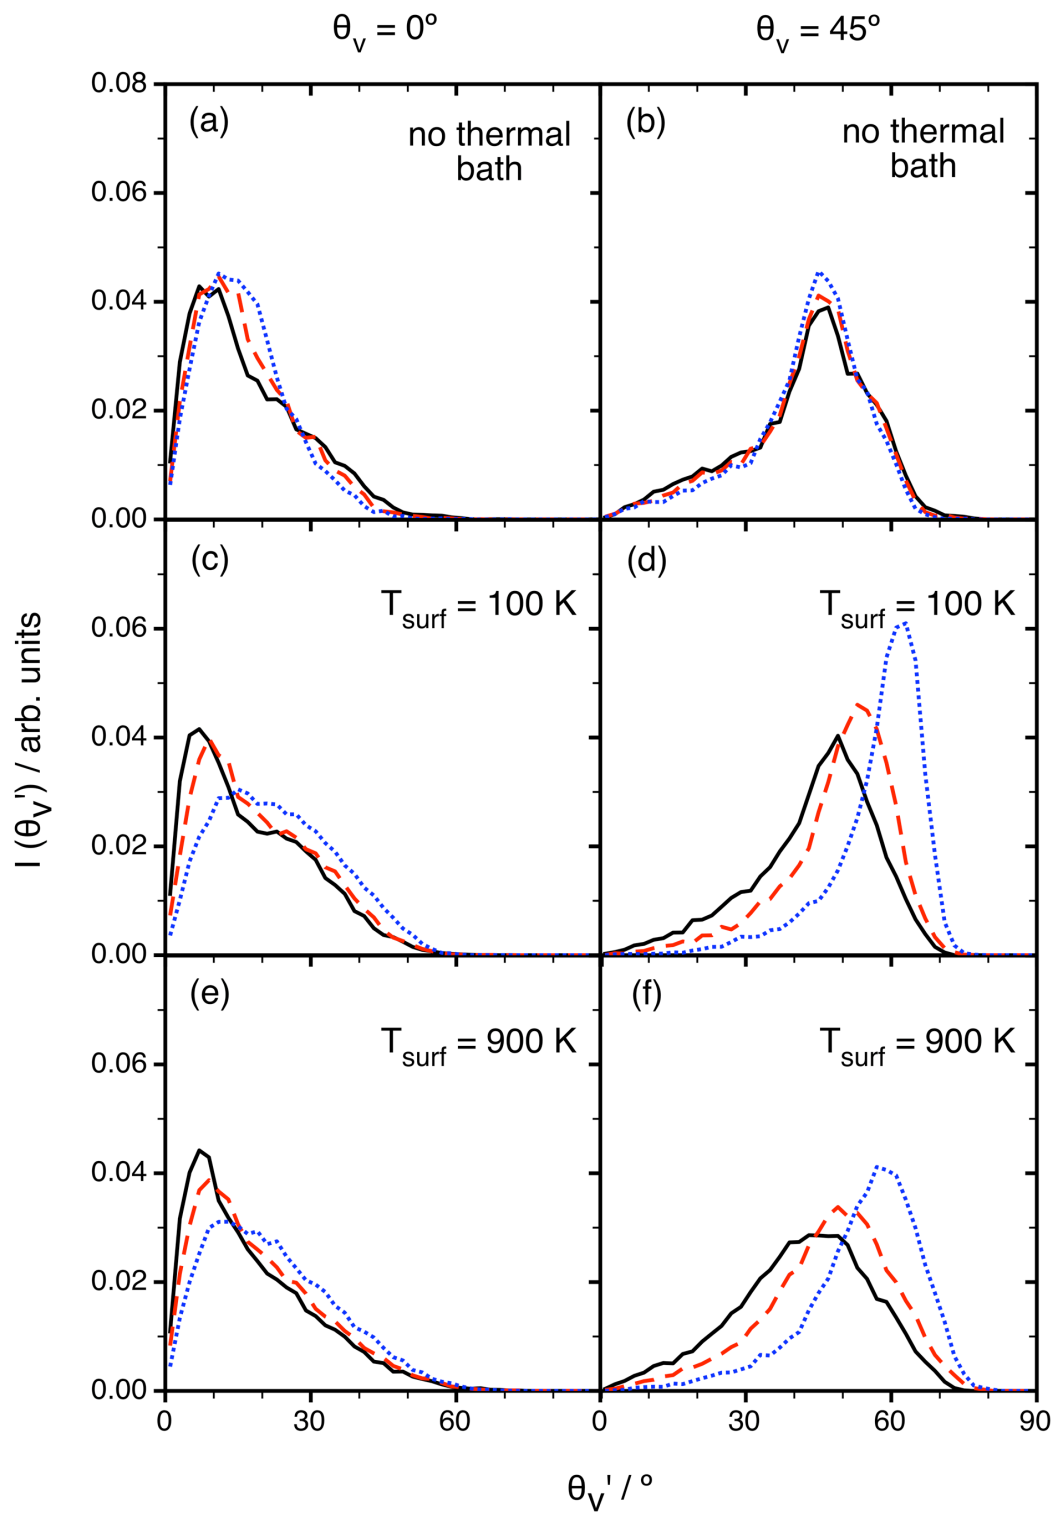 θv = 0º
θv = 45º
0.08
(a)
no thermal
bath
(b)
no thermal
bath
0.06
0.04
0.02
0.00
(c)
Tsurf = 100 K
(d)
Tsurf = 100 K
0.06
0.04
0.02
0.00
(e)
Tsurf = 900 K
(f)
Tsurf = 900 K
0.06
0.04
0.02
0.00
I (θv') / arb. units
0
30
60
0
30
60
90
θv' / º